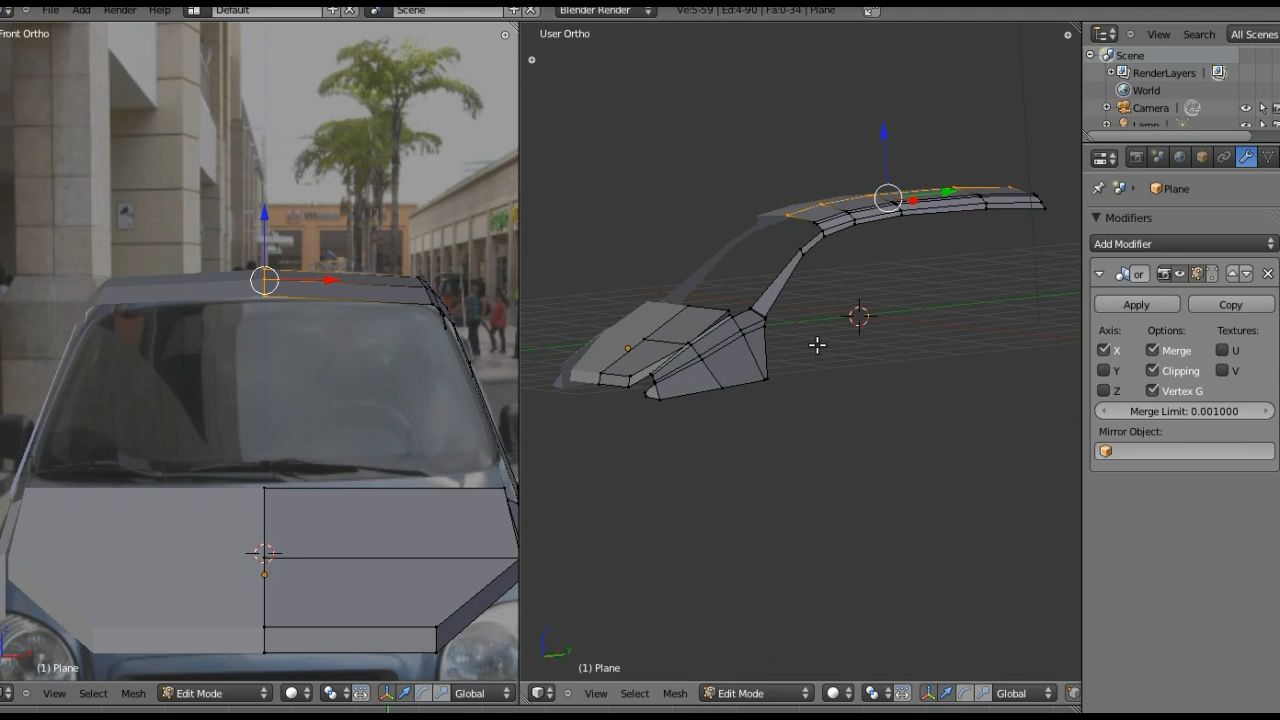 File Add Render Help Default Scene Blender Render Ve:5-59 | Ed:4-90 | Fa:0-34 | Plane
Front Ortho
User Ortho
View Search All Scenes
Scene
RenderLayers
World
Camera
Lamp
Plane
Modifiers
Add Modifier
or
Apply Copy
Axis: Options: Textures:
X Merge U
Y Clipping V
Z Vertex G
Merge Limit: 0.001000
Mirror Object:
(1) Plane
(1) Plane
View Select Mesh Edit Mode Global
View Select Mesh Edit Mode Global